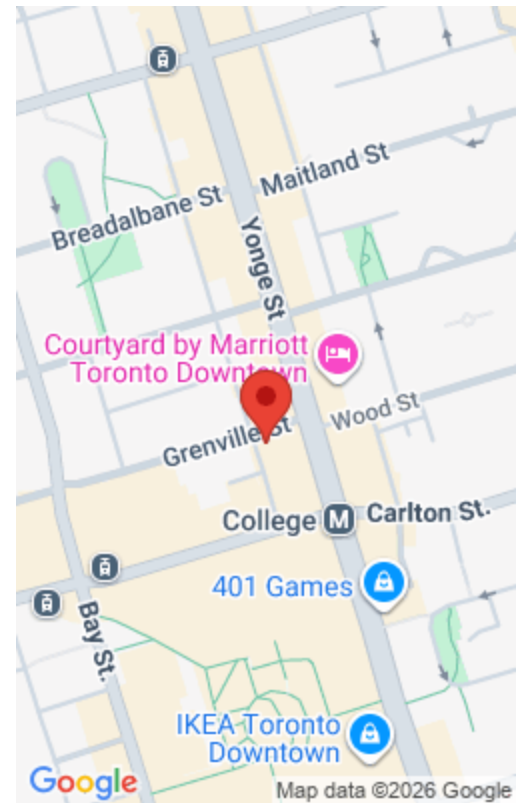 Maitland St
Breadalbane St
Yonge St
Courtyard by Marriott
Toronto Downtown
Wood St
Grenville St
College M
Carlton St.
401 Games
Bay St.
IKEA Toronto
Downtown
Google
Map data ©2026 Google